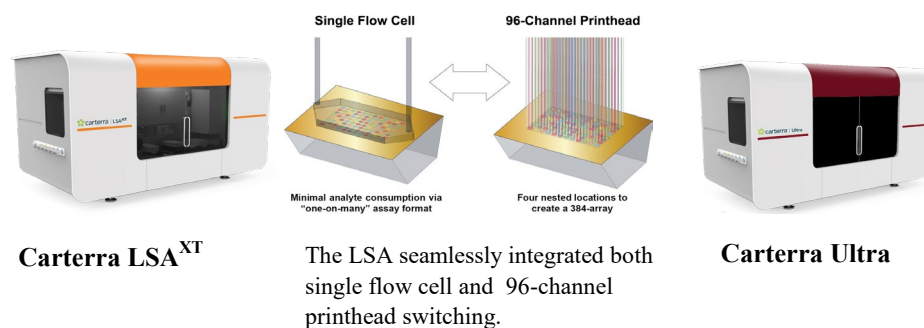 Single Flow Cell
96-Channel Printhead
carterra | LSAXT
carterra | Ultra
Minimal analyte consumption via
"one-on-many" assay format
Four nested locations to
create a 384-array
Carterra LSAXT
The LSA seamlessly integrated both
single flow cell and 96-channel
printhead switching.
Carterra Ultra